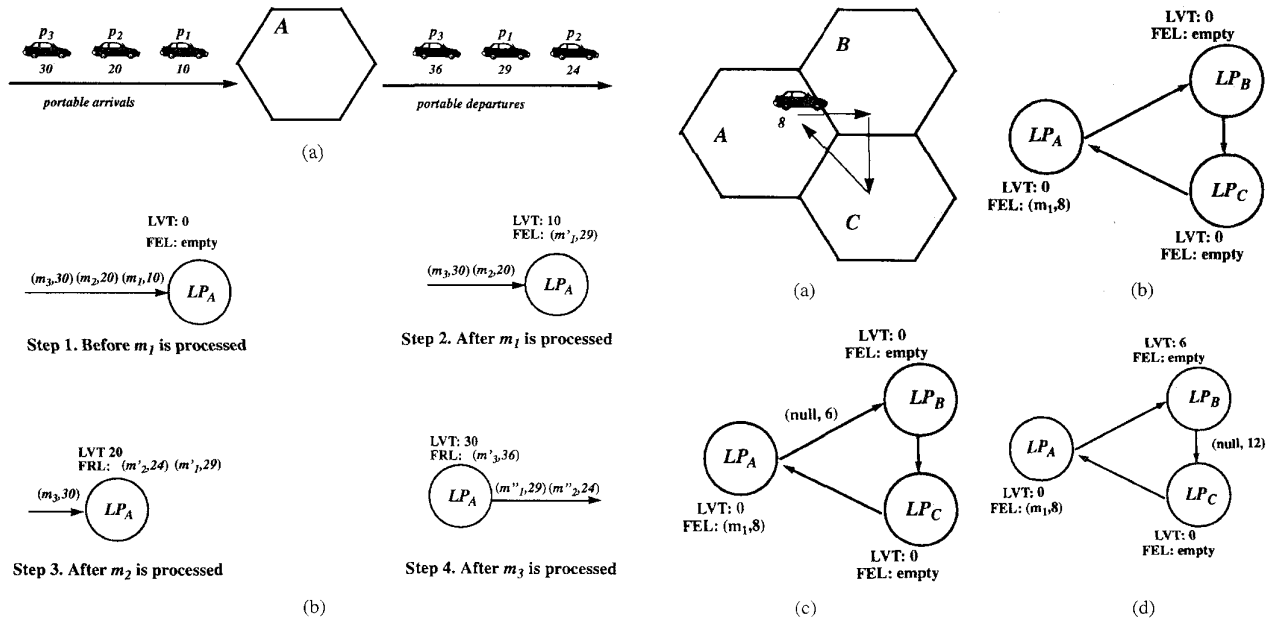 p3 p2 p1
30 20 10
portable arrivals
A
p3 p1 p2
36 29 24
portable departures
(a)
LVT: 0
FEL: empty
(m3,30) (m2,20) (m1,10)
LPA
Step 1. Before m1 is processed
LVT: 10
FEL: (m'1,29)
(m3,30) (m2,20)
LPA
Step 2. After m1 is processed
LVT 20
FRL: (m'2,24) (m'1,29)
(m3,30)
LPA
Step 3. After m2 is processed
LVT: 30
FRL: (m'3,36)
LPA
(m''1,29) (m''2,24)
Step 4. After m3 is processed
(b)
B
8
A
C
(a)
LVT: 0
FEL: empty
LPB
LPA
LVT: 0
FEL: (m1,8)
LPC
LVT: 0
FEL: empty
(b)
LVT: 0
FEL: empty
LPB
(null, 6)
LPA
LVT: 0
FEL: (m1,8)
LPC
LVT: 0
FEL: empty
(c)
LVT: 6
FEL: empty
LPB
(null, 12)
LPA
LVT: 0
FEL: (m1,8)
LPC
LVT: 0
FEL: empty
(d)